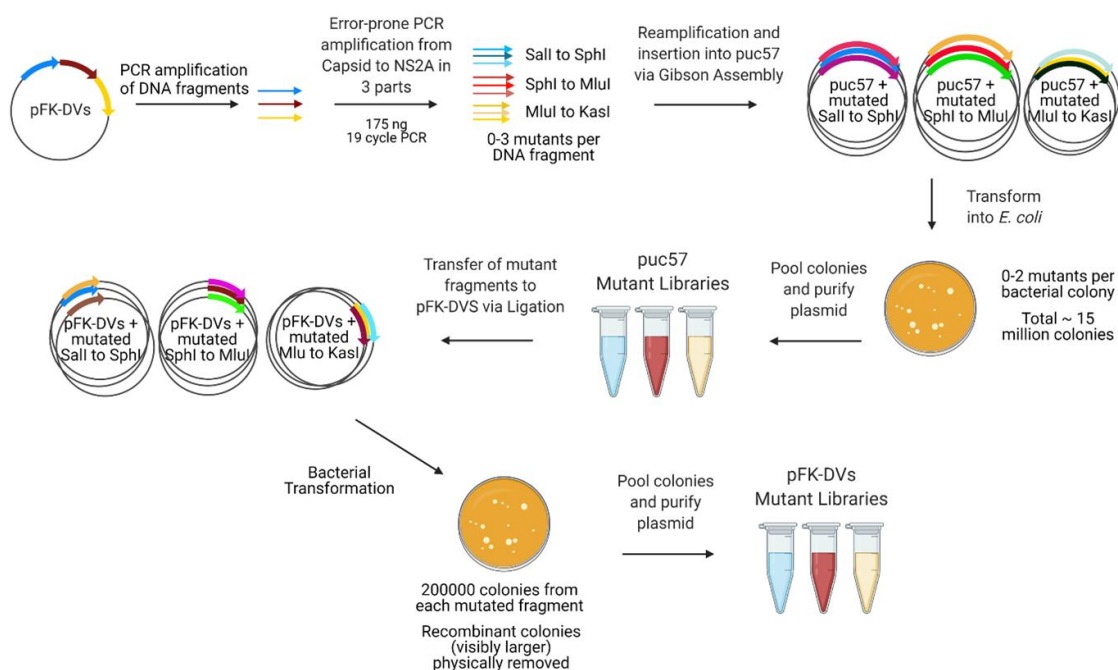 pFK-DVs
PCR amplification
of DNA fragments
Error-prone PCR
amplification from
Capsid to NS2A in
3 parts
175 ng
19 cycle PCR
SalI to SphI
SphI to MluI
MluI to KasI
0-3 mutants per
DNA fragment
Reamplification and
insertion into puc57
via Gibson Assembly
puc57 +
mutated
SalI to SphI
puc57 +
mutated
SphI to MluI
puc57 +
mutated
MluI to KasI
Transform
into E. coli
0-2 mutants per
bacterial colony
Total ~ 15
million colonies
Pool colonies
and purify
plasmid
puc57
Mutant Libraries
Transfer of mutant
fragments to
pFK-DVS via Ligation
pFK-DVs +
mutated
SalI to SphI
pFK-DVs +
mutated
SphI to MluI
pFK-DVs +
mutated
Mlu to KasI
Bacterial
Transformation
200000 colonies from
each mutated fragment
Recombinant colonies
(visibly larger)
physically removed
Pool colonies
and purify
plasmid
pFK-DVs
Mutant Libraries